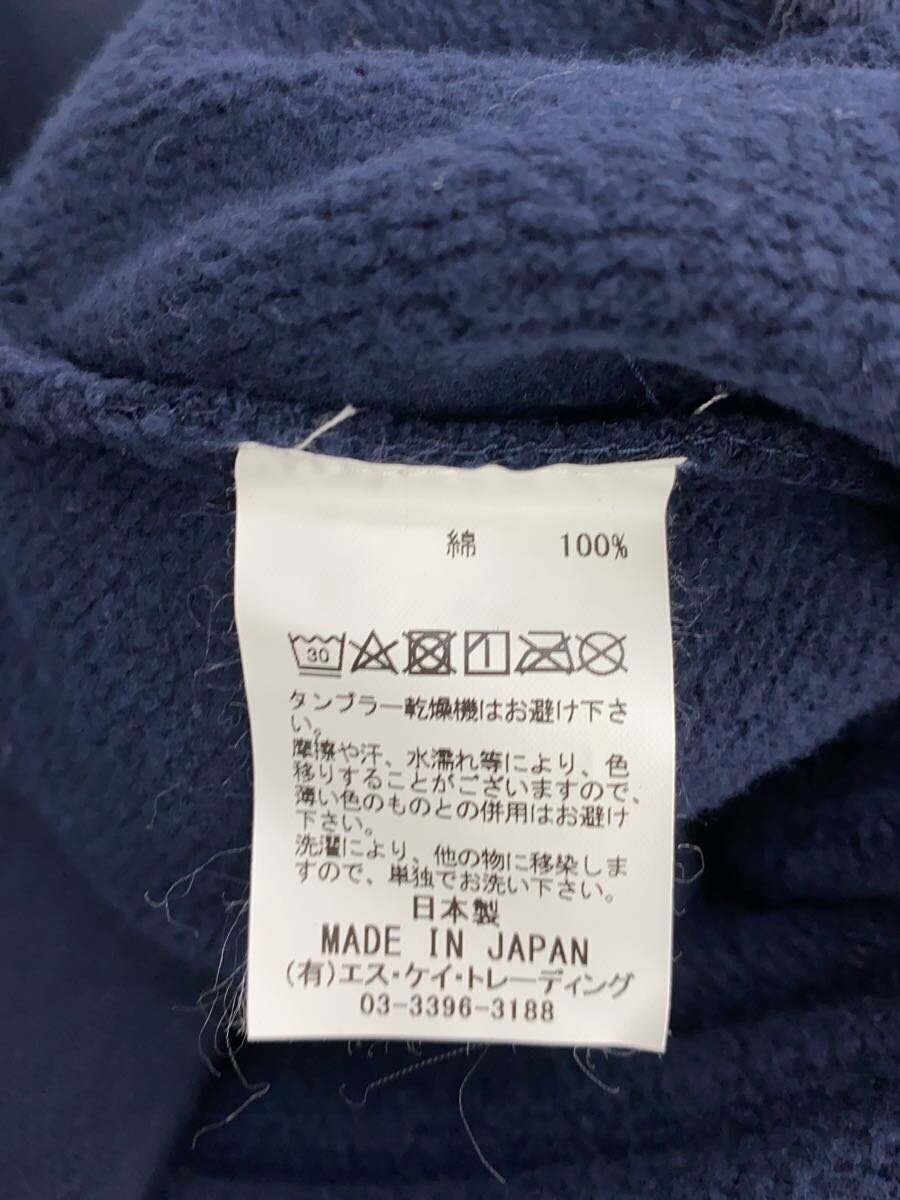 綿 100%
30
タンブラー乾燥機はお避け下さ
い。
摩擦や汗、水濡れ等により、色
移りすることがございますので、
薄い色のものとの併用はお避け
下さい。
洗濯により、他の物に移染しま
すので、単独でお洗い下さい。
日本製
MADE IN JAPAN
(有)エス・ケイ・トレーディング
03-3396-3188